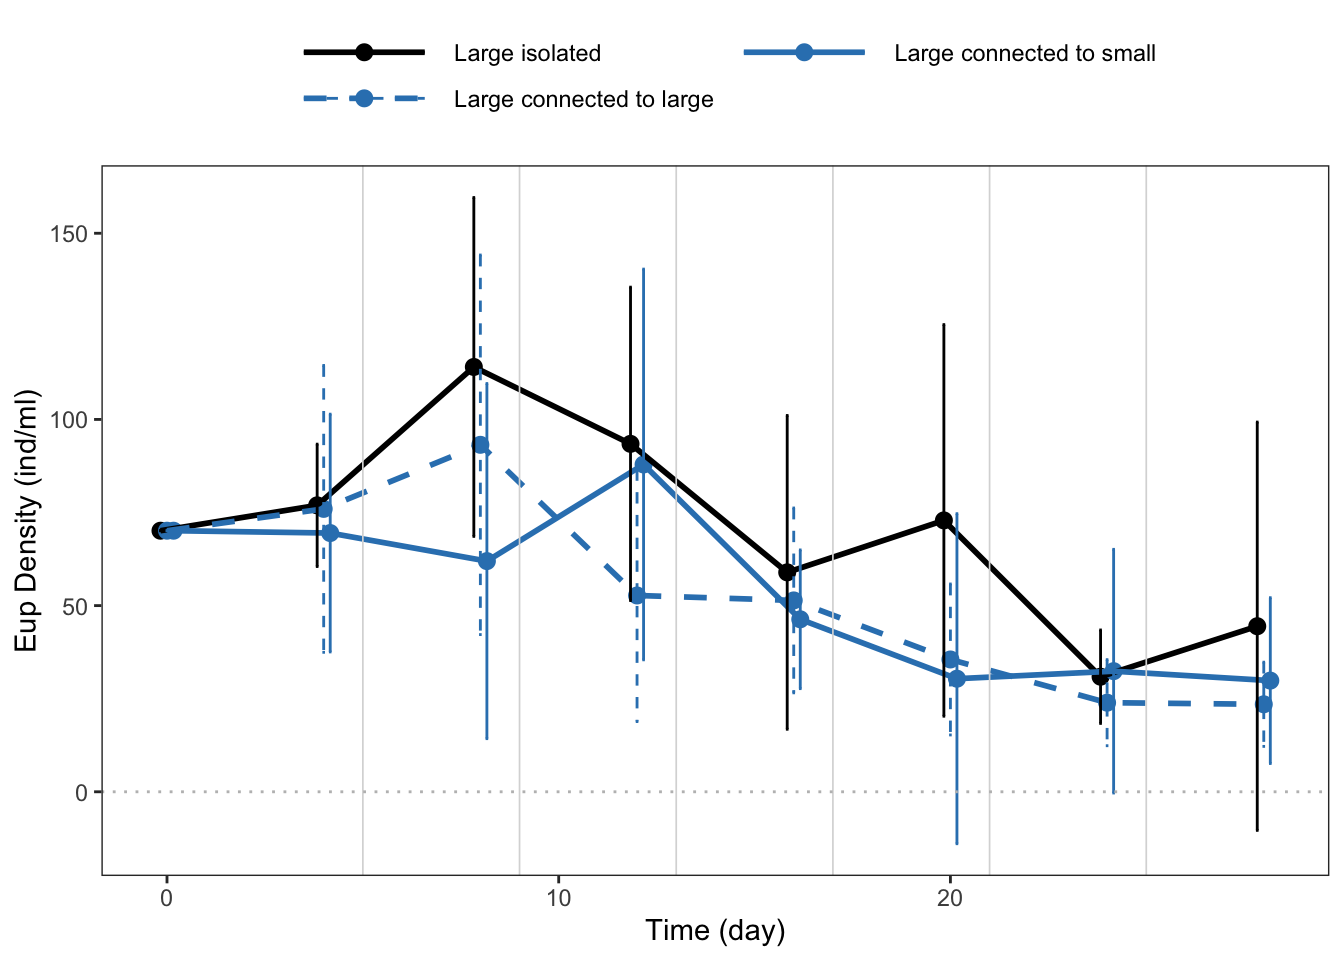 Large isolated
Large connected to small
Large connected to large
Eup Density (ind/ml)
150
100
50
0
0
10
20
Time (day)